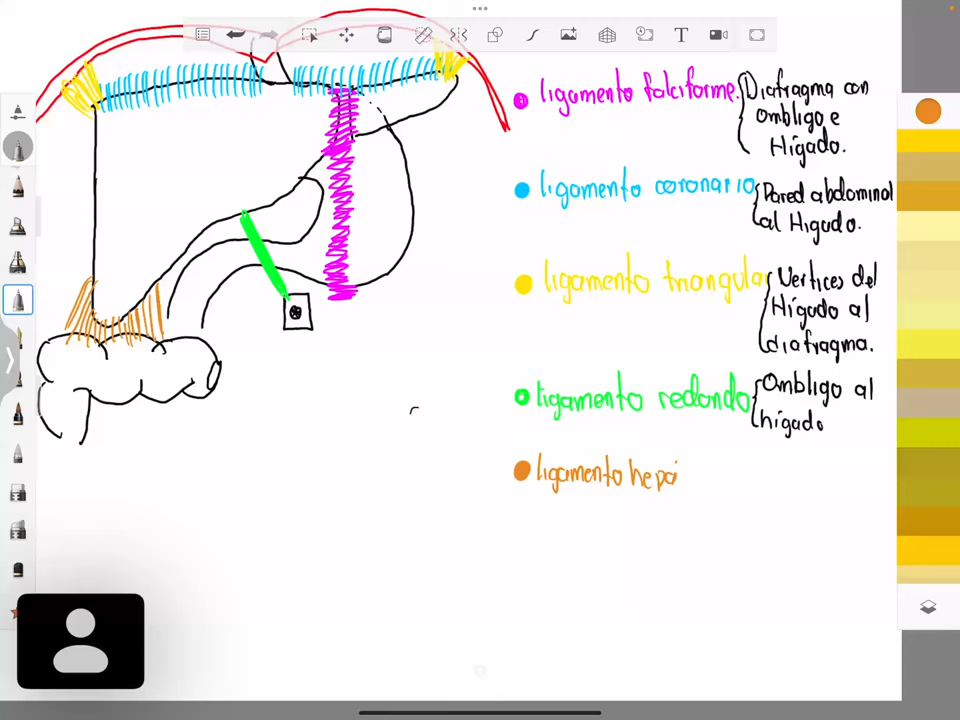 ligamento falciforme.
Diafragma con
Ombligo e
Hígado.
ligamento coronario
Pared abdominal
al Higado.
ligamento triangular
Vertices del
Hígado al
diafragma.
ligamento redondo
Ombligo al
hígado
ligamento hepá
T